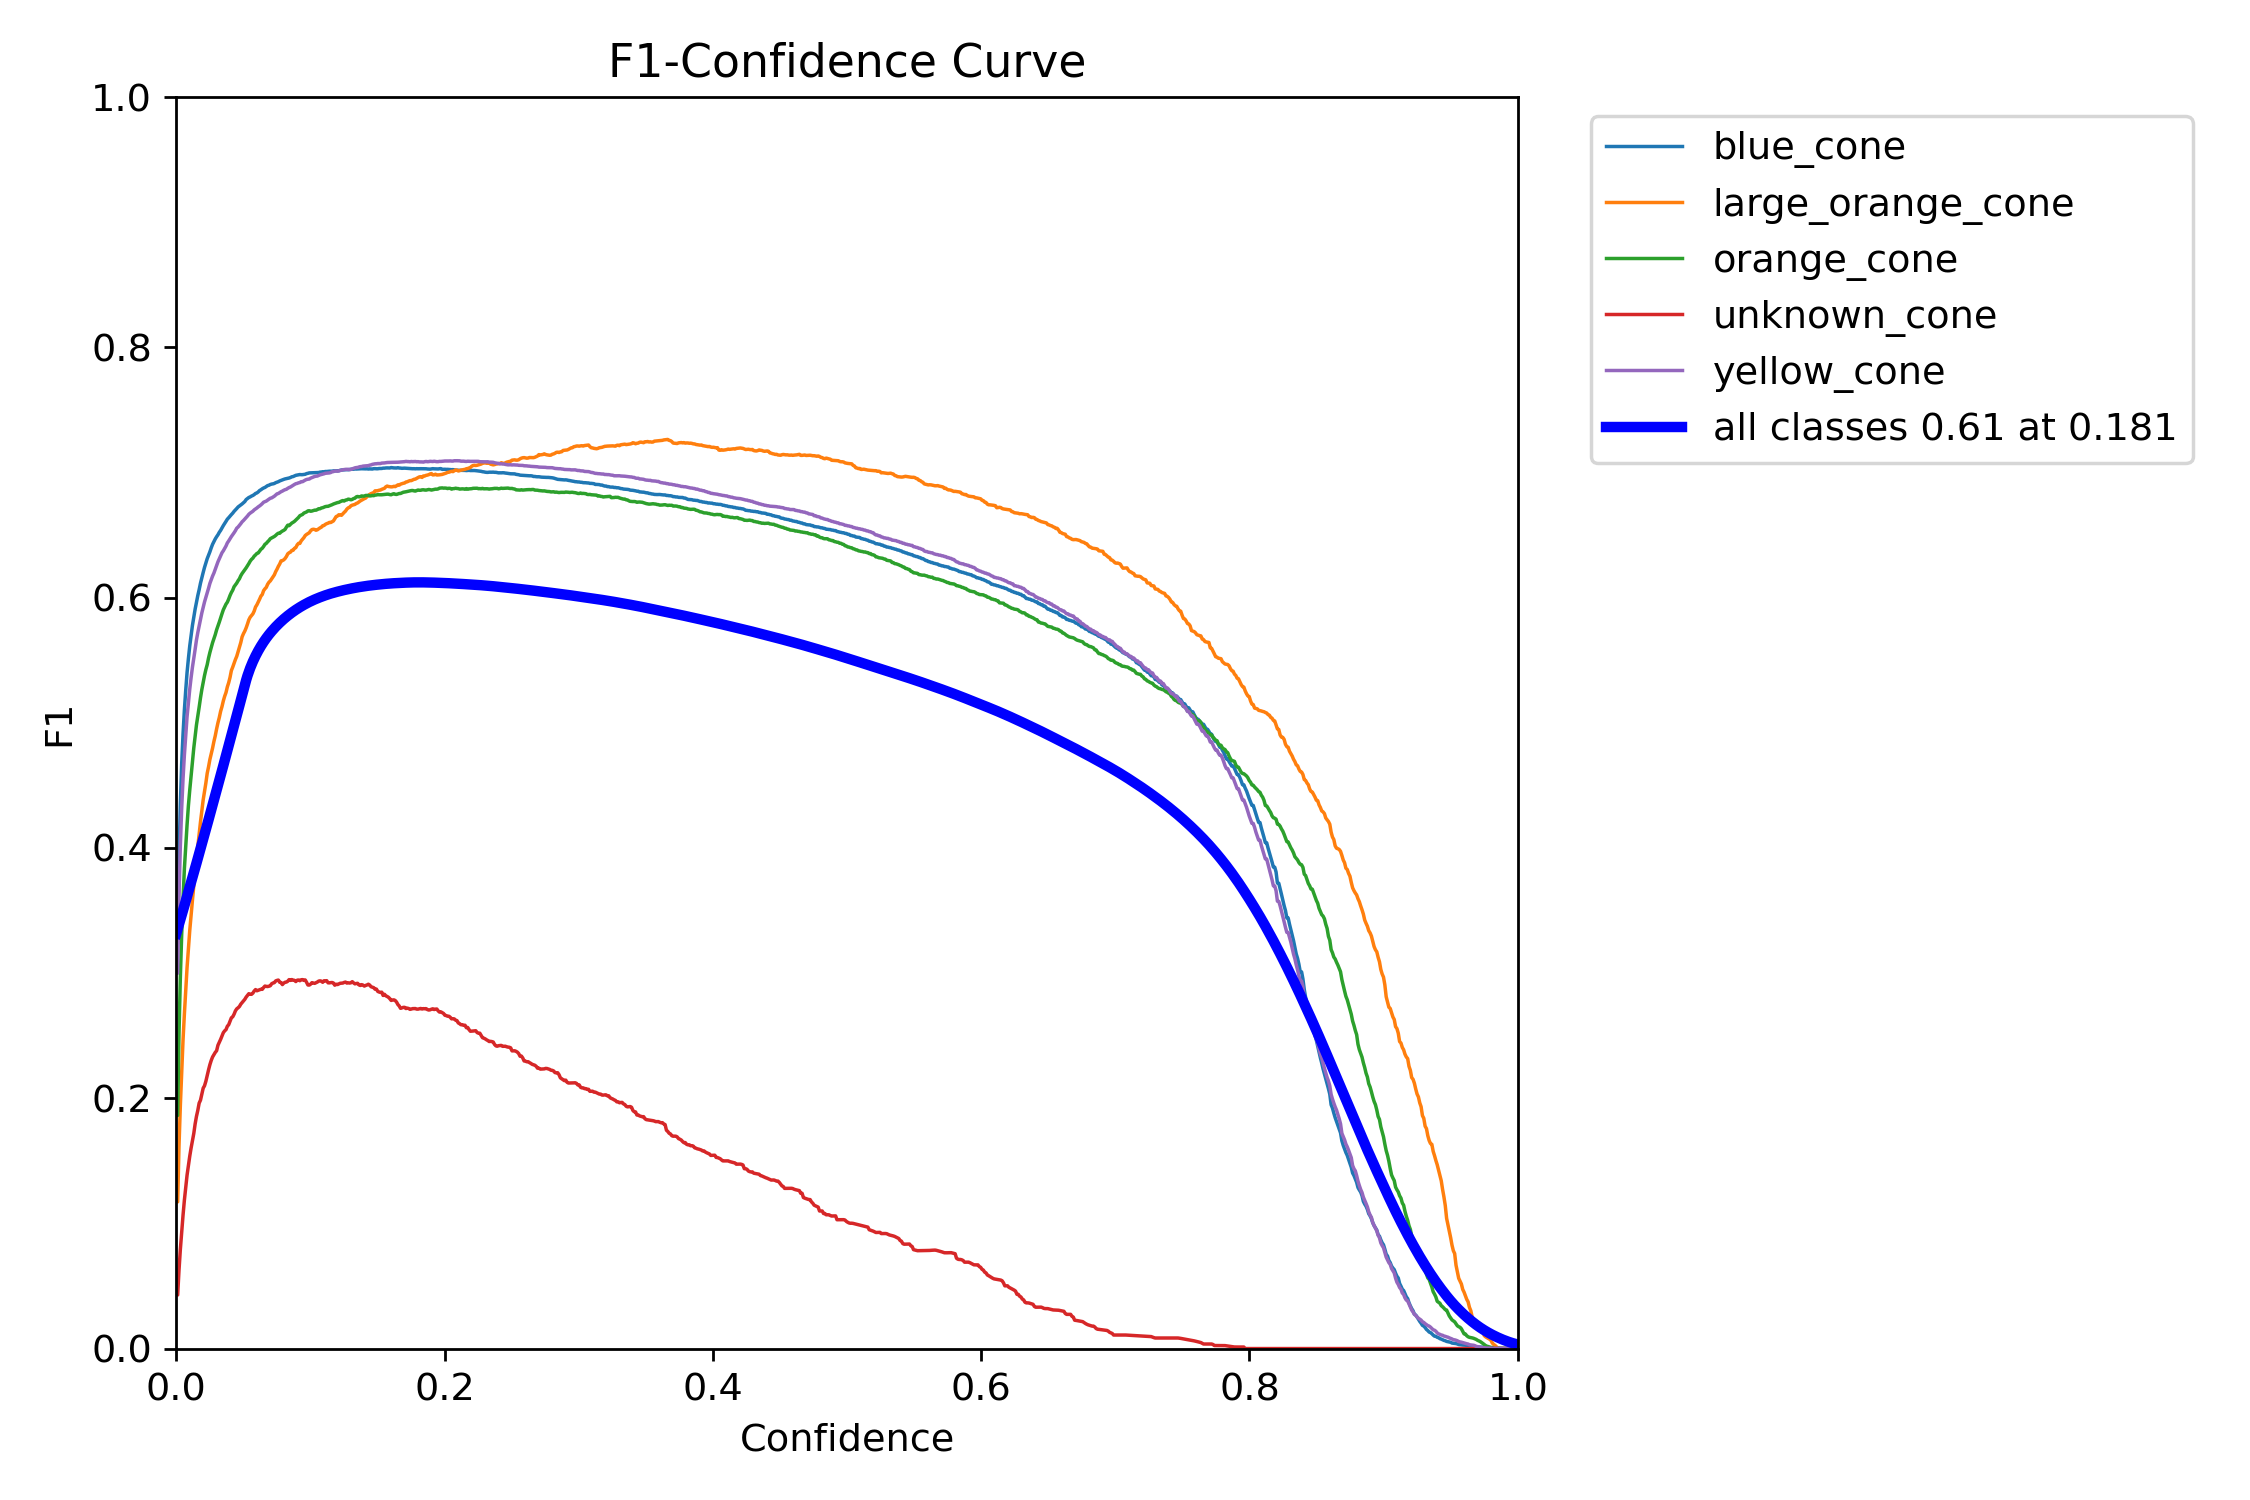 F1-Confidence Curve
1.0
0.8
0.6
0.4
0.2
0.0
F1
0.0 0.2 0.4 0.6 0.8 1.0
Confidence
blue_cone
large_orange_cone
orange_cone
unknown_cone
yellow_cone
all classes 0.61 at 0.181